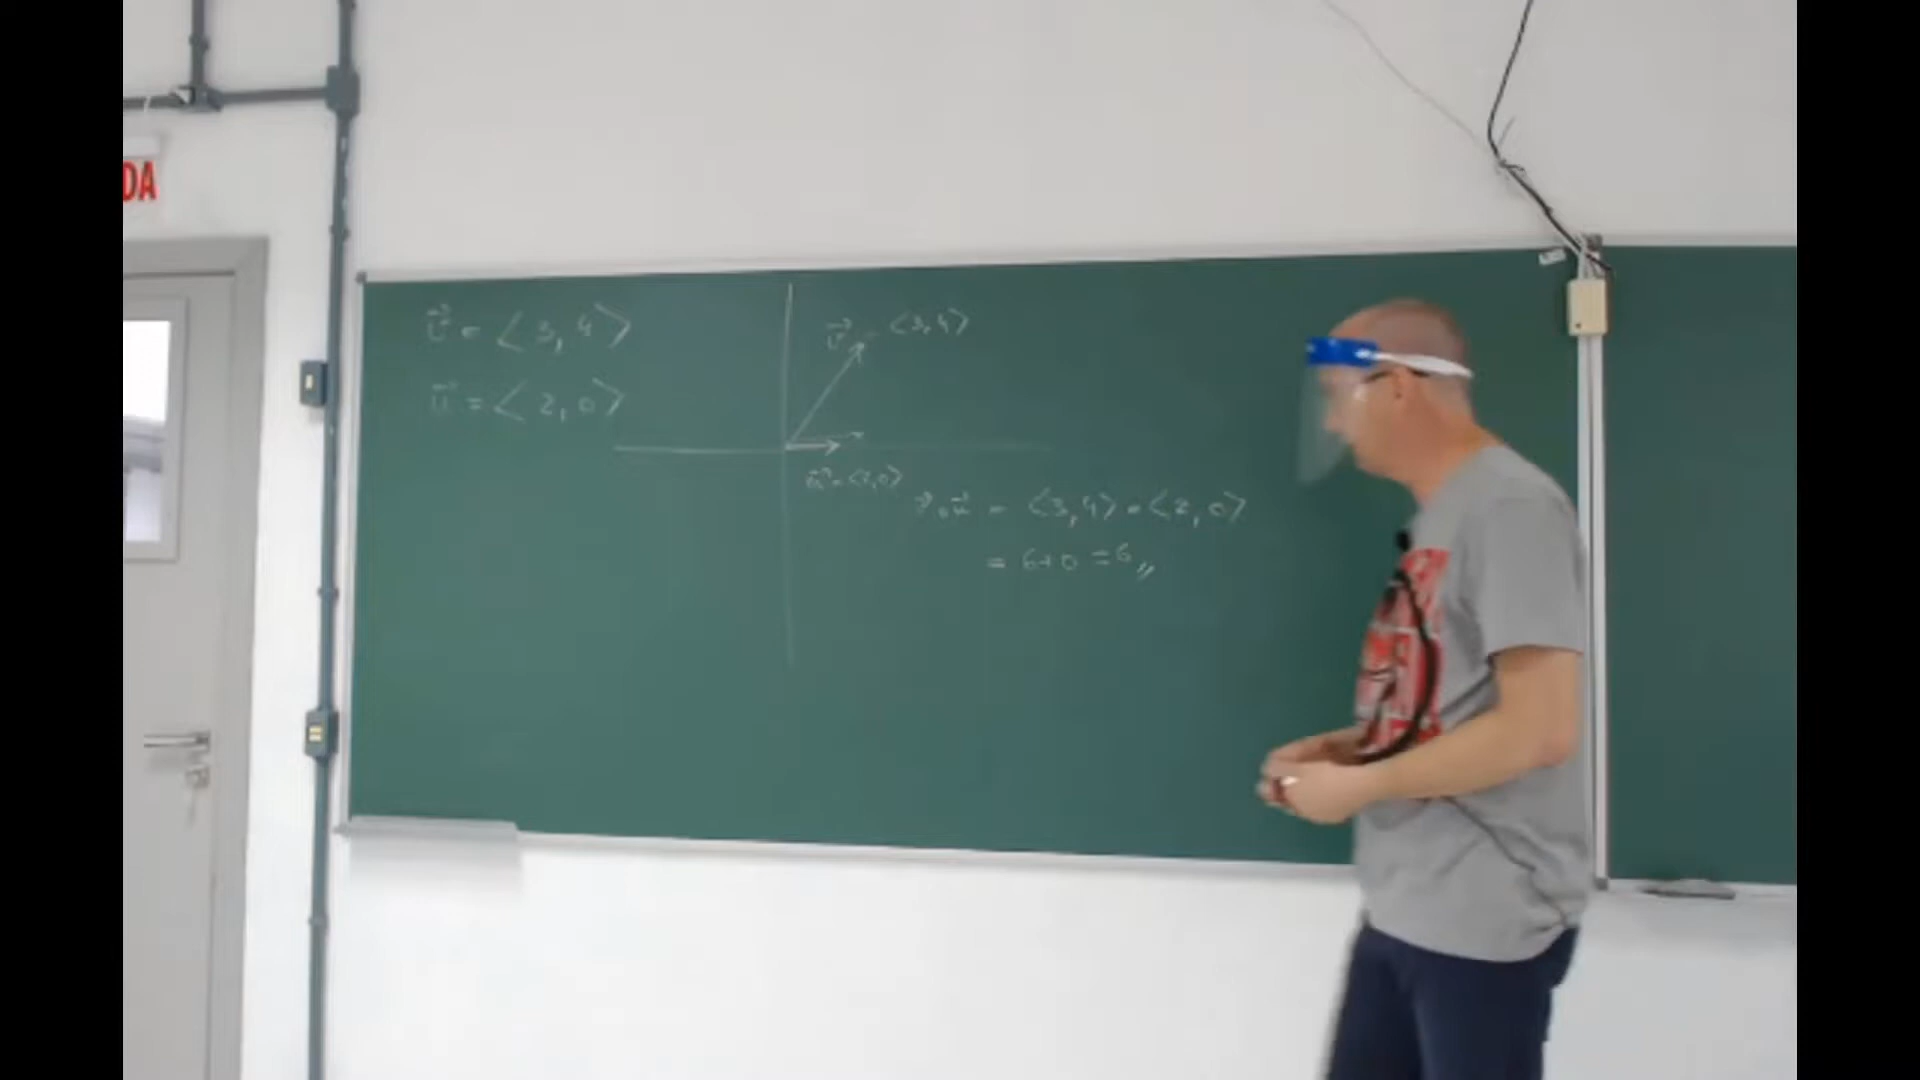 DA
v⃗ = <3, 4>
u⃗ = <2, 0>
v⃗ = <3,4>
u⃗ = <2,0>
v⃗ · u⃗ = <3,4> · <2,0>
= 6+0 = 6 //